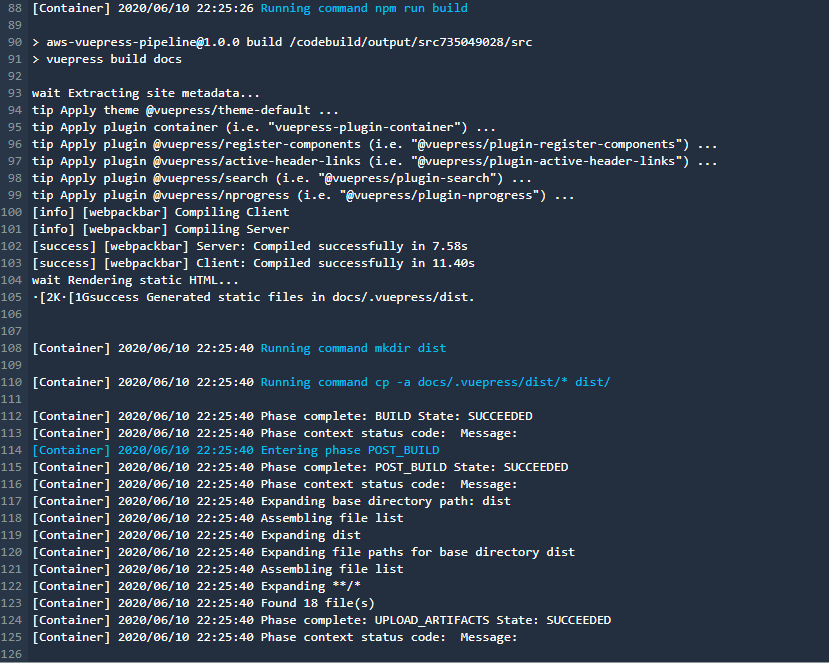 88 [Container] 2020/06/10 22:25:26 Running command npm run build
89
90 > aws-vuepress-pipeline@1.0.0 build /codebuild/output/src735049028/src
91 > vuepress build docs
92
93 wait Extracting site metadata...
94 tip Apply theme @vuepress/theme-default ...
95 tip Apply plugin container (i.e. "vuepress-plugin-container") ...
96 tip Apply plugin @vuepress/register-components (i.e. "@vuepress/plugin-register-components") ...
97 tip Apply plugin @vuepress/active-header-links (i.e. "@vuepress/plugin-active-header-links") ...
98 tip Apply plugin @vuepress/search (i.e. "@vuepress/plugin-search") ...
99 tip Apply plugin @vuepress/nprogress (i.e. "@vuepress/plugin-nprogress") ...
100 [info] [webpackbar] Compiling Client
101 [info] [webpackbar] Compiling Server
102 [success] [webpackbar] Server: Compiled successfully in 7.58s
103 [success] [webpackbar] Client: Compiled successfully in 11.40s
104 wait Rendering static HTML...
105 ·[2K·[1Gsuccess Generated static files in docs/.vuepress/dist.
106
107
108 [Container] 2020/06/10 22:25:40 Running command mkdir dist
109
110 [Container] 2020/06/10 22:25:40 Running command cp -a docs/.vuepress/dist/* dist/
111
112 [Container] 2020/06/10 22:25:40 Phase complete: BUILD State: SUCCEEDED
113 [Container] 2020/06/10 22:25:40 Phase context status code:  Message:
114 [Container] 2020/06/10 22:25:40 Entering phase POST_BUILD
115 [Container] 2020/06/10 22:25:40 Phase complete: POST_BUILD State: SUCCEEDED
116 [Container] 2020/06/10 22:25:40 Phase context status code:  Message:
117 [Container] 2020/06/10 22:25:40 Expanding base directory path: dist
118 [Container] 2020/06/10 22:25:40 Assembling file list
119 [Container] 2020/06/10 22:25:40 Expanding dist
120 [Container] 2020/06/10 22:25:40 Expanding file paths for base directory dist
121 [Container] 2020/06/10 22:25:40 Assembling file list
122 [Container] 2020/06/10 22:25:40 Expanding **/*
123 [Container] 2020/06/10 22:25:40 Found 18 file(s)
124 [Container] 2020/06/10 22:25:40 Phase complete: UPLOAD_ARTIFACTS State: SUCCEEDED
125 [Container] 2020/06/10 22:25:40 Phase context status code:  Message:
126